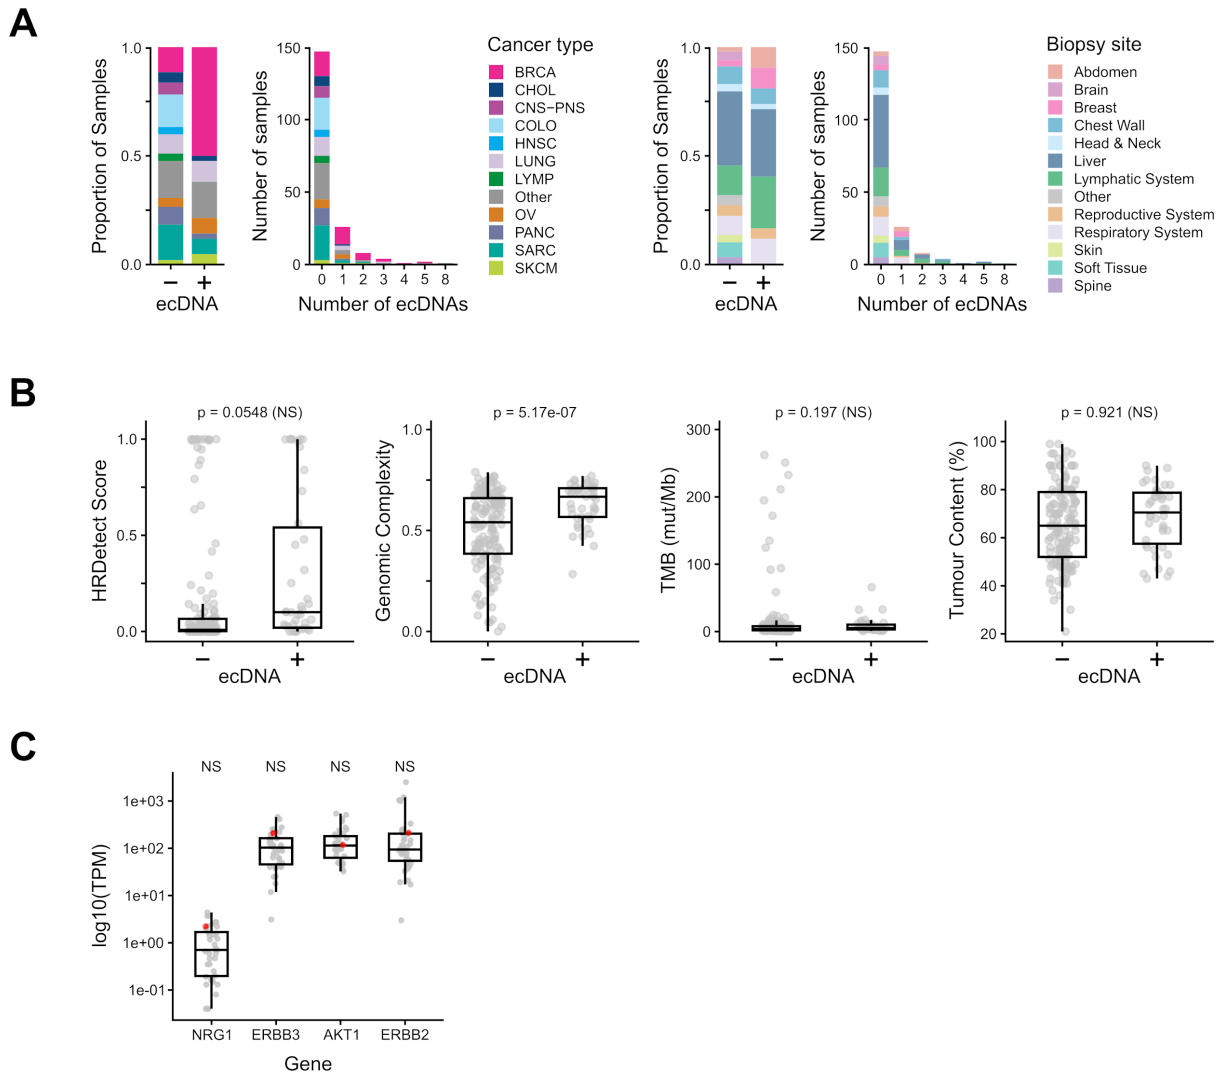 A
Proportion of Samples
1.0
0.5
0.0
− +
ecDNA
Number of samples
150
100
50
0
0 1 2 3 4 5 8
Number of ecDNAs
Cancer type
BRCA
CHOL
CNS−PNS
COLO
HNSC
LUNG
LYMP
Other
OV
PANC
SARC
SKCM
Proportion of Samples
1.0
0.5
0.0
− +
ecDNA
Number of samples
150
100
50
0
0 1 2 3 4 5 8
Number of ecDNAs
Biopsy site
Abdomen
Brain
Breast
Chest Wall
Head & Neck
Liver
Lymphatic System
Other
Reproductive System
Respiratory System
Skin
Soft Tissue
Spine
B
p = 0.0548 (NS)
HRDetect Score
1.0
0.5
0.0
− +
ecDNA
p = 5.17e-07
Genomic Complexity
1.0
0.5
0.0
− +
ecDNA
p = 0.197 (NS)
TMB (mut/Mb)
300
200
100
0
− +
ecDNA
p = 0.921 (NS)
Tumour Content (%)
100
80
60
40
20
− +
ecDNA
C
NS NS NS NS
log10(TPM)
1e+03
1e+02
1e+01
1e+00
1e-01
NRG1 ERBB3 AKT1 ERBB2
Gene